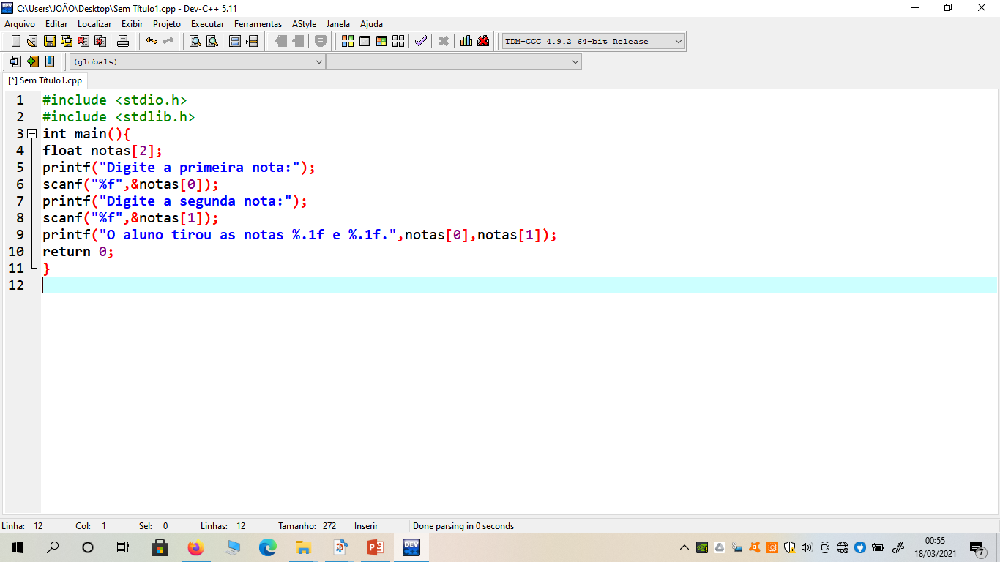 C:\Users\JOÃO\Desktop\Sem Título1.cpp - Dev-C++ 5.11
Arquivo Editar Localizar Exibir Projeto Executar Ferramentas AStyle Janela Ajuda
TDM-GCC 4.9.2 64-bit Release
(globals)
[*] Sem Título1.cpp
1 #include <stdio.h>
2 #include <stdlib.h>
3 int main(){
4 float notas[2];
5 printf("Digite a primeira nota:");
6 scanf("%f",&notas[0]);
7 printf("Digite a segunda nota:");
8 scanf("%f",&notas[1]);
9 printf("O aluno tirou as notas %.1f e %.1f.",notas[0],notas[1]);
10 return 0;
11 }
12
Linha: 12 Col: 1 Sel: 0 Linhas: 12 Tamanho: 272 Inserir Done parsing in 0 seconds
DEV
00:55
18/03/2021
7